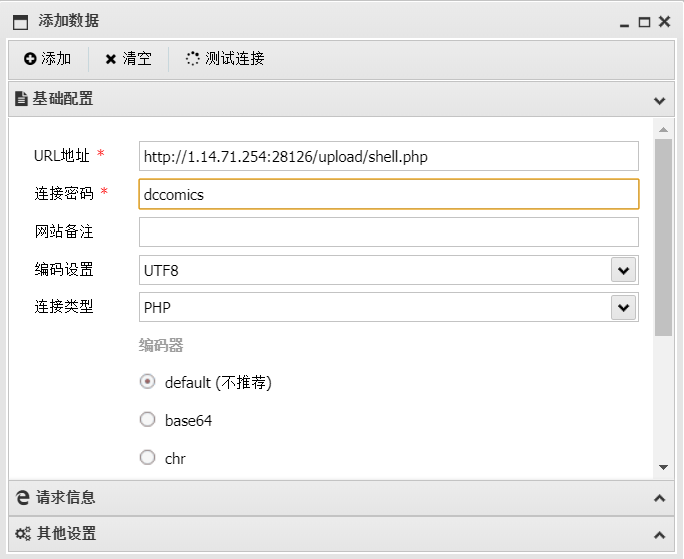 添加数据
添加 清空 测试连接
基础配置
URL地址 * http://1.14.71.254:28126/upload/shell.php
连接密码 * dccomics
网站备注
编码设置 UTF8
连接类型 PHP
编码器
default (不推荐)
base64
chr
请求信息
其他设置